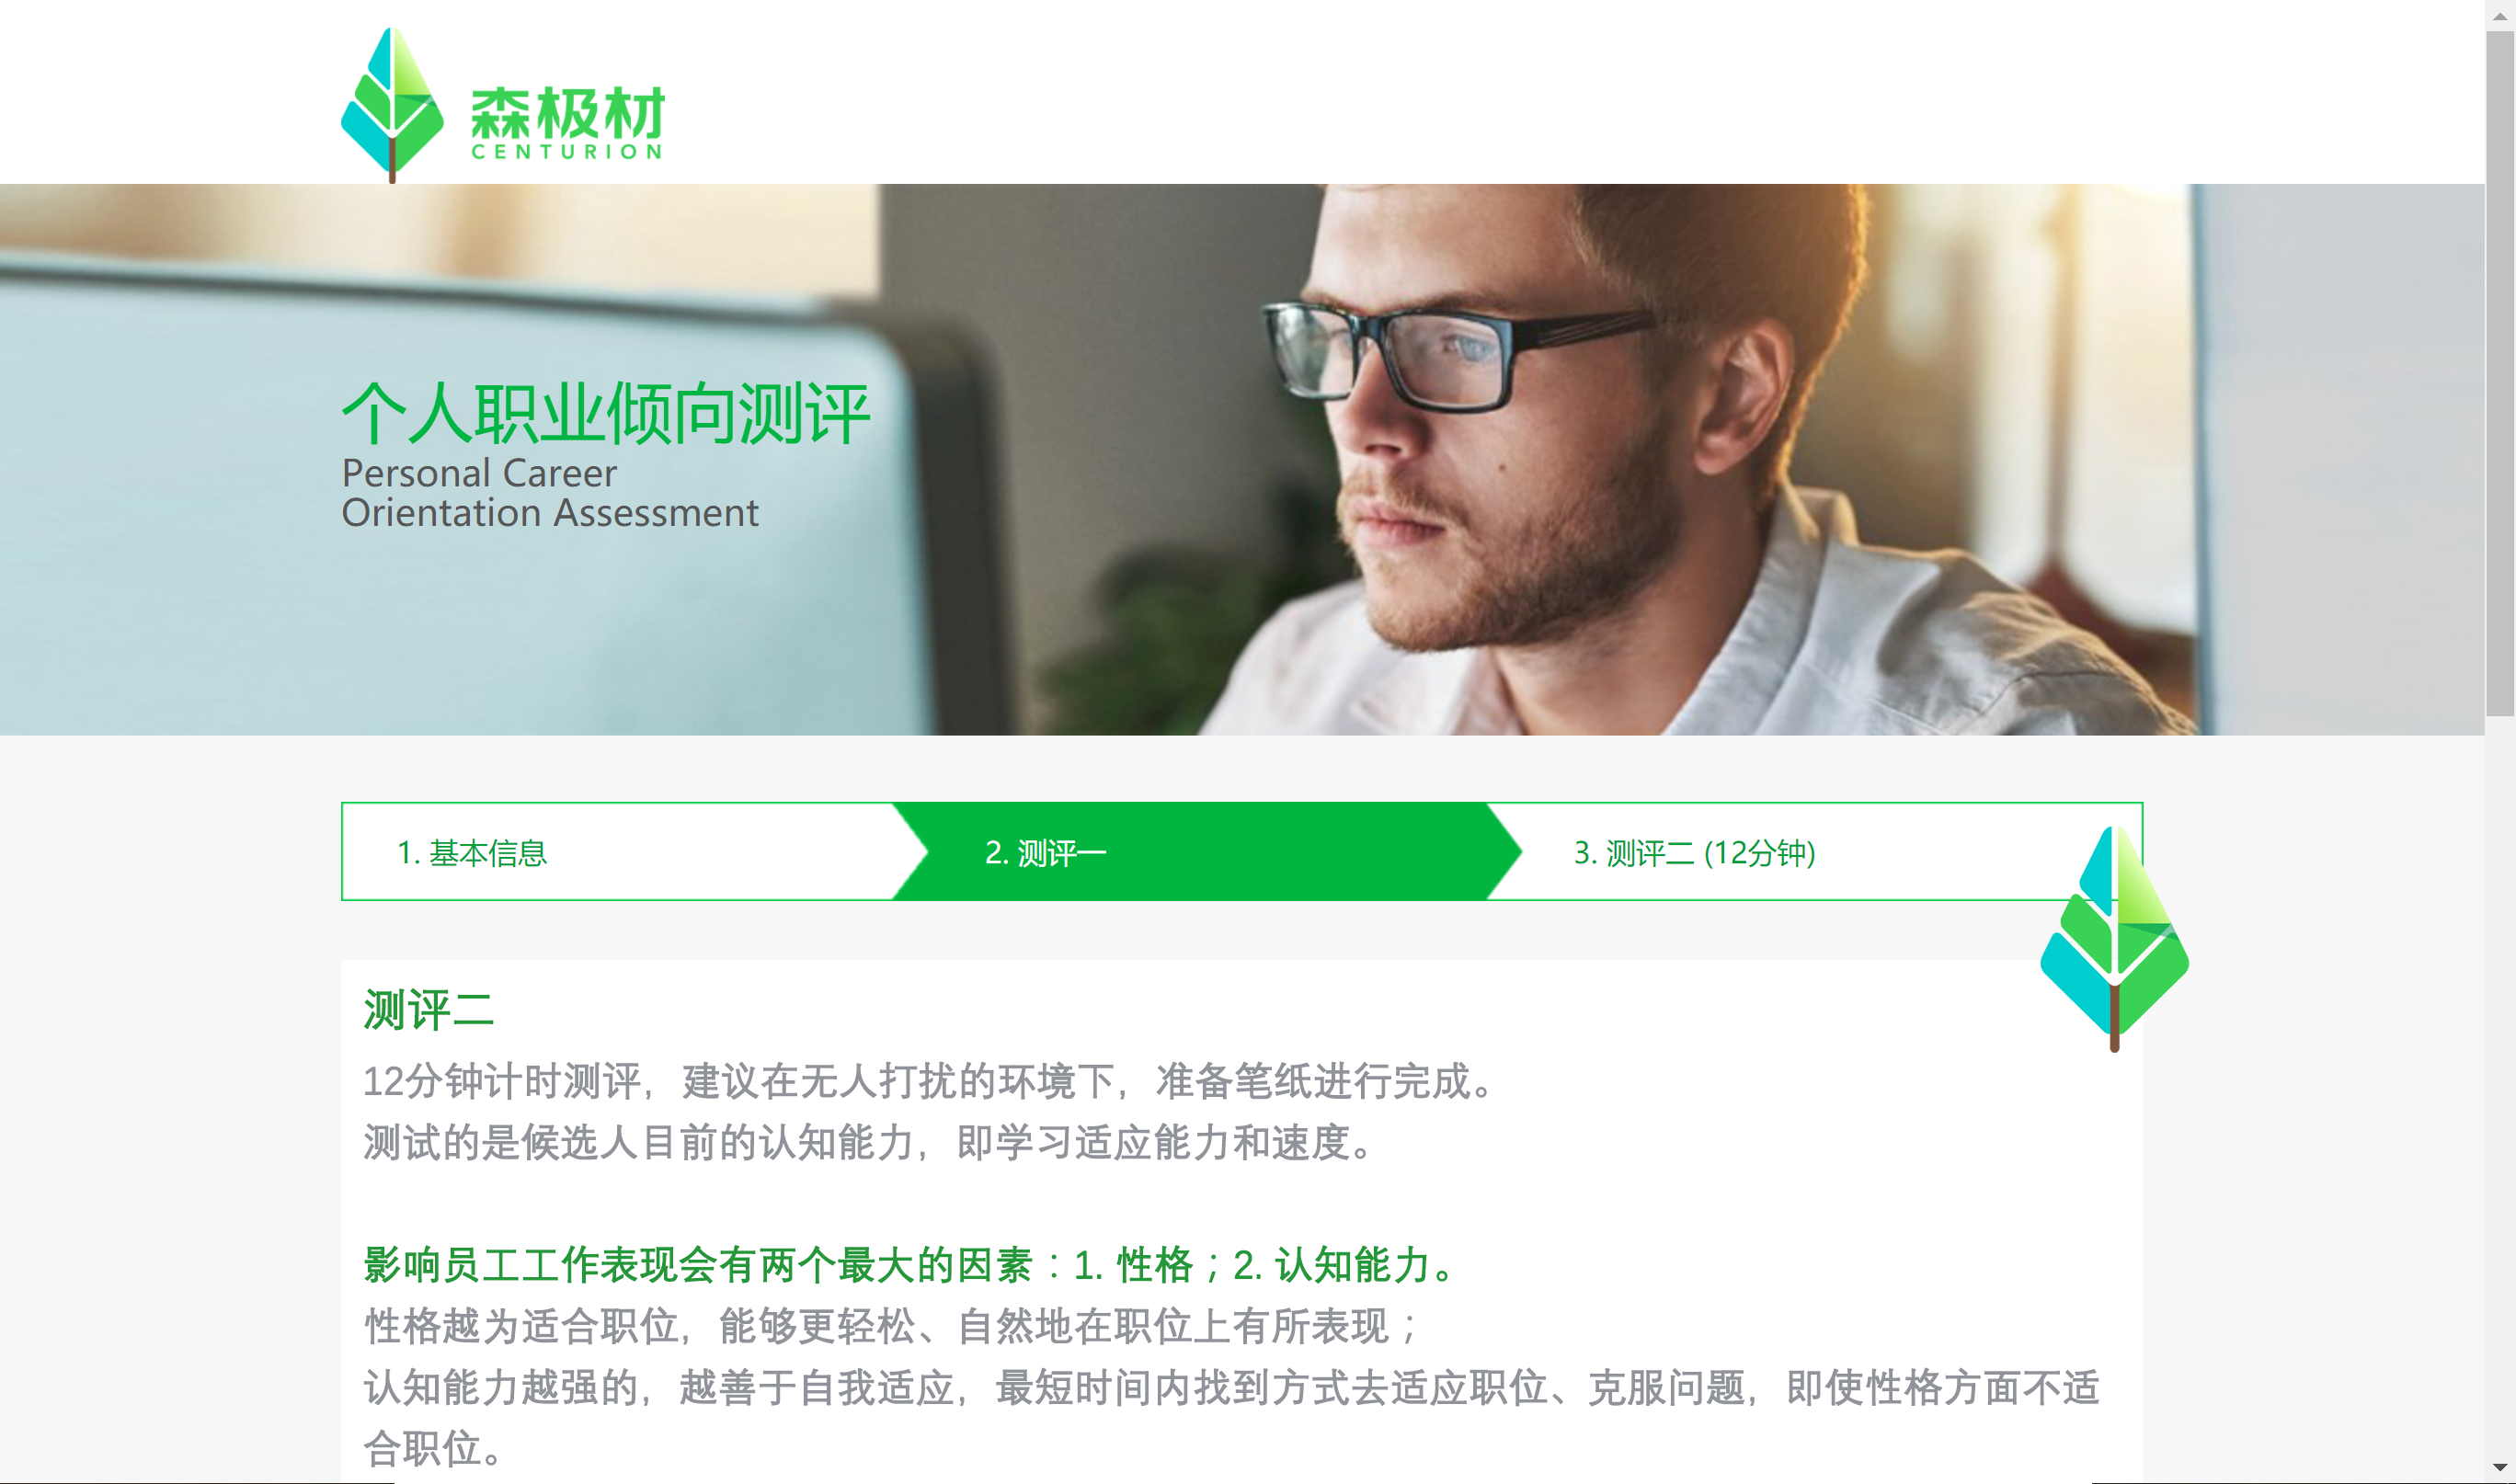 森极材
CENTURION
个人职业倾向测评
Personal Career
Orientation Assessment
1. 基本信息
2. 测评一
3. 测评二 (12分钟)
测评二
12分钟计时测评，建议在无人打扰的环境下，准备笔纸进行完成。
测试的是候选人目前的认知能力，即学习适应能力和速度。
影响员工工作表现会有两个最大的因素：1. 性格；2. 认知能力。
性格越为适合职位，能够更轻松、自然地在职位上有所表现；
认知能力越强的，越善于自我适应，最短时间内找到方式去适应职位、克服问题，即使性格方面不适
合职位。